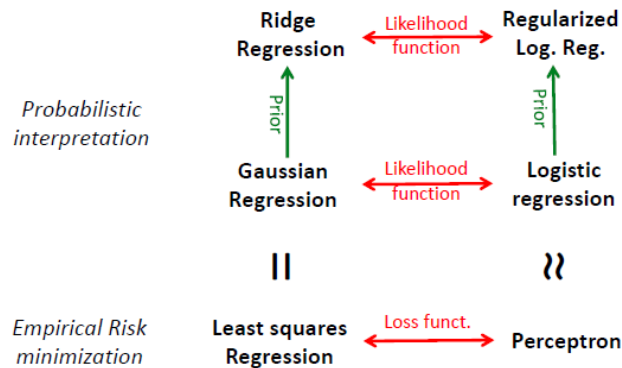 Ridge
Regression
Likelihood
function
Regularized
Log. Reg.
Probabilistic
interpretation
Prior
Prior
Gaussian
Regression
Likelihood
function
Logistic
regression
=
≈
Empirical Risk
minimization
Least squares
Regression
Loss funct.
Perceptron